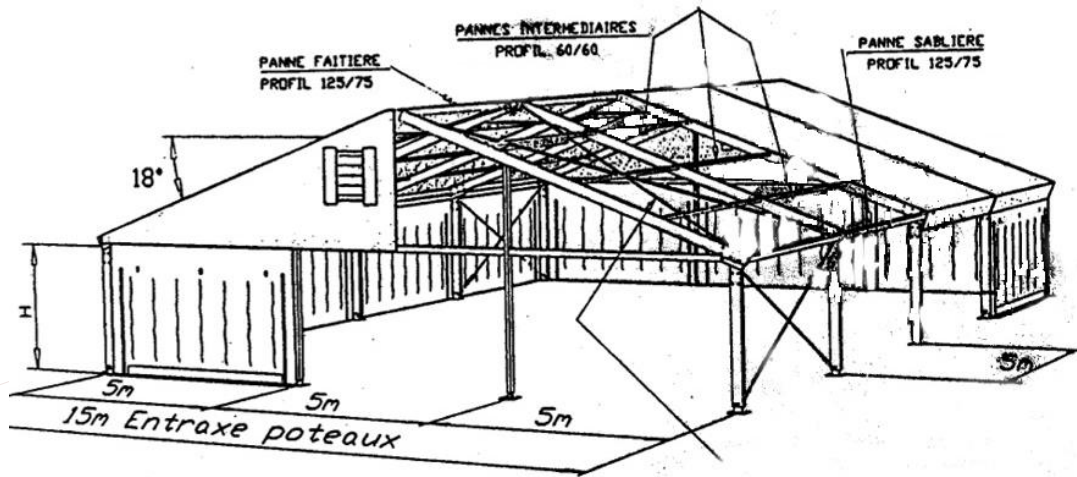 PANNES INTERMEDIAIRES
PROFIL 60/60
PANNE FAITIERE
PROFIL 125/75
PANNE SABLIERE
PROFIL 125/75
18°
H
5m
5m
5m
5m
15m Entraxe poteaux